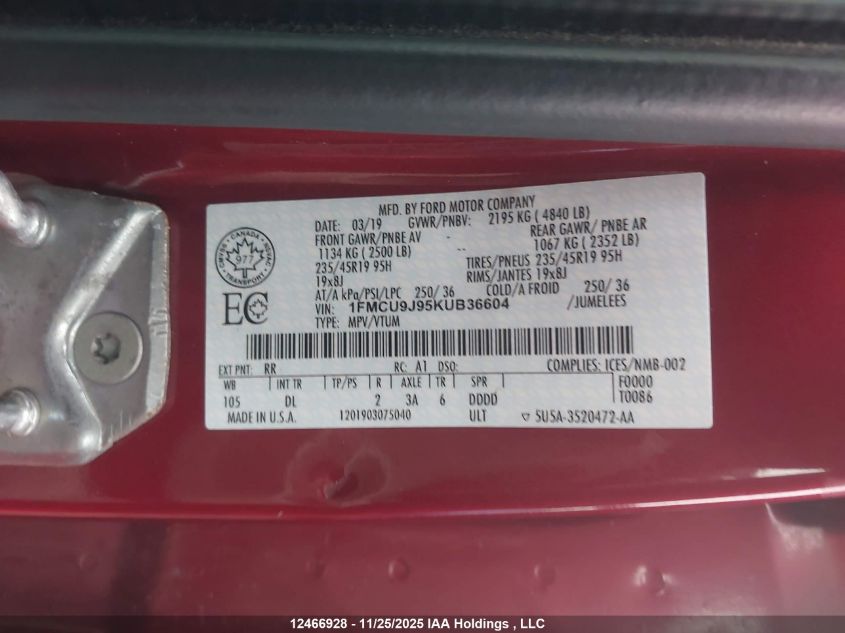 MFD. BY FORD MOTOR COMPANY
DATE: 03/19 GVWR/PNBV: 2195 KG ( 4840 LB)
FRONT GAWR/PNBE AV -- REAR GAWR/ PNBE AR
1134 KG ( 2500 LB) 1067 KG ( 2352 LB)
235/45R19 95H TIRES/PNEUS 235/45R19 95H
19x8J RIMS/JANTES 19x8J
AT/A kPa/PSI/LPC 250/ 36 COLD/A FROID 250/ 36
VIN: 1FMCU9J95KUB36604 /JUMELEES
TYPE: MPV/VTUM
CANADA
977
TRANSPORT
EC
EXT PNT: RR RC: A1 DSO: COMPLIES: ICES/NMB-002
WB INT TR TP/PS R AXLE TR SPR F0000
105 DL 2 3A 6 DDDD T0086
MADE IN U.S.A. 1201903075040 ULT ▽ 5U5A-3520472-AA
12466928 - 11/25/2025 IAA Holdings , LLC